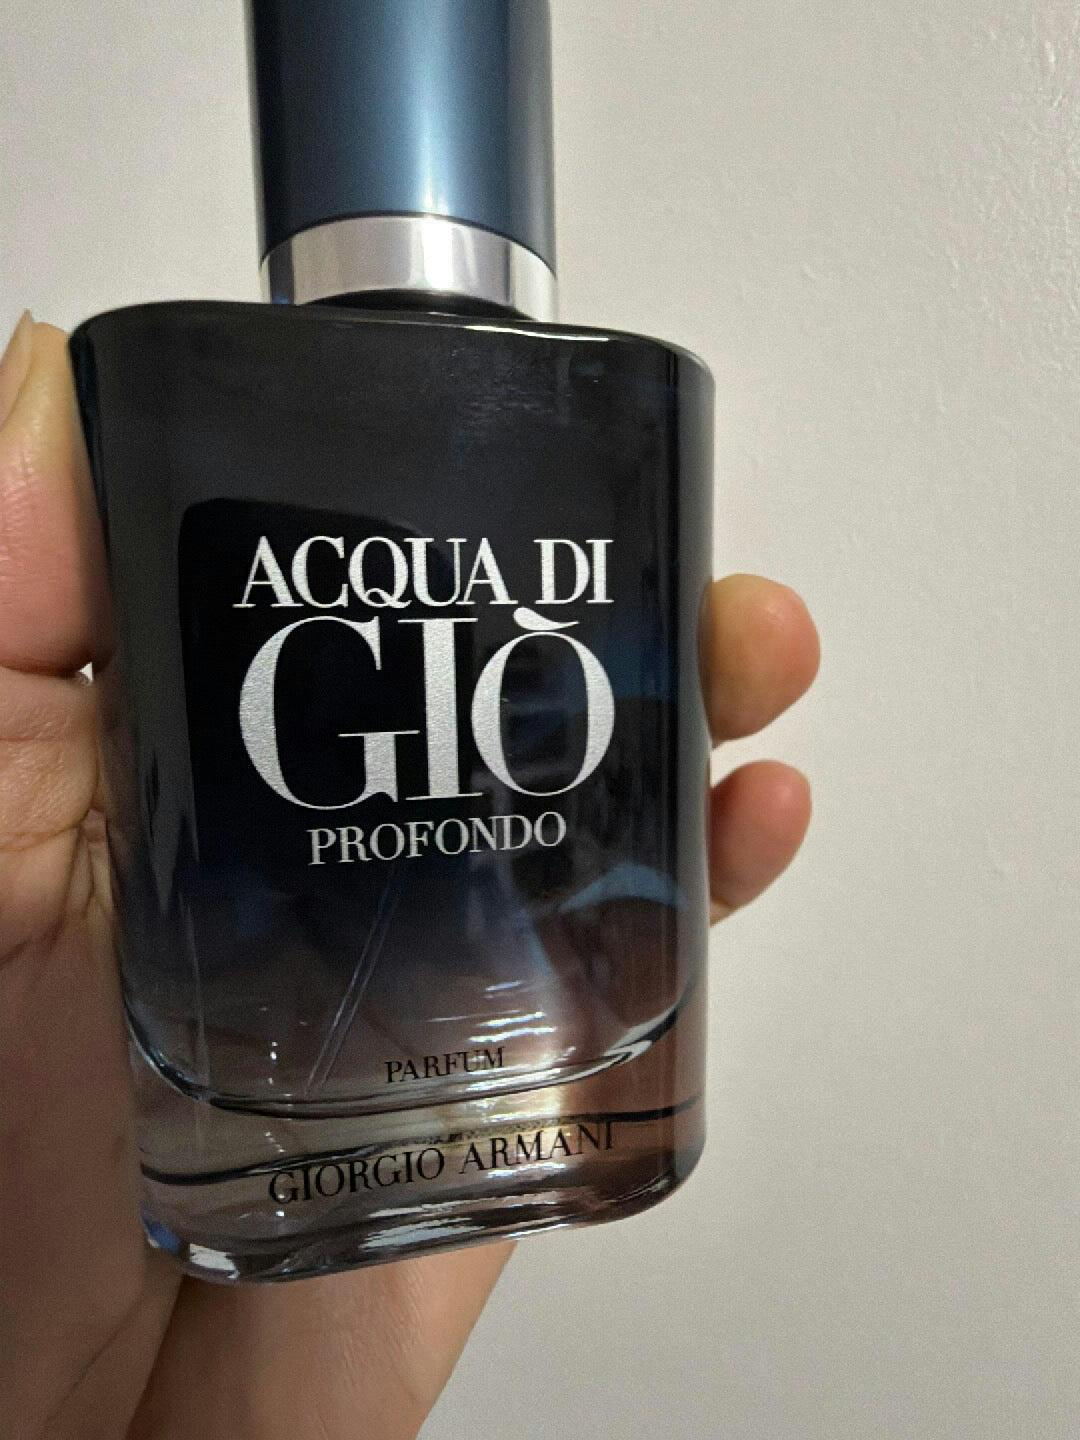 ACQUA DI
GIÒ
PROFONDO
PARFUM
GIORGIO ARMANI